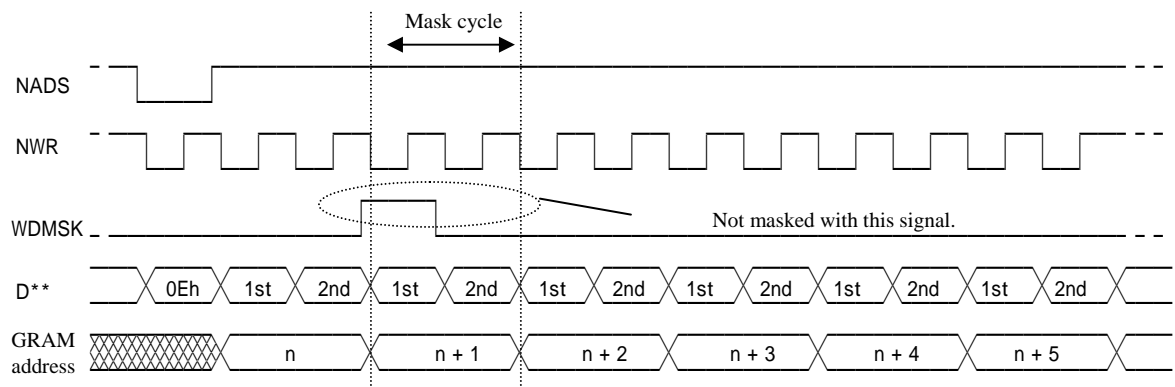 Mask cycle
NADS
NWR
WDMSK
Not masked with this signal.
D** 0Eh 1st 2nd 1st 2nd 1st 2nd 1st 2nd 1st 2nd 1st 2nd
GRAM
address
n n + 1 n + 2 n + 3 n + 4 n + 5